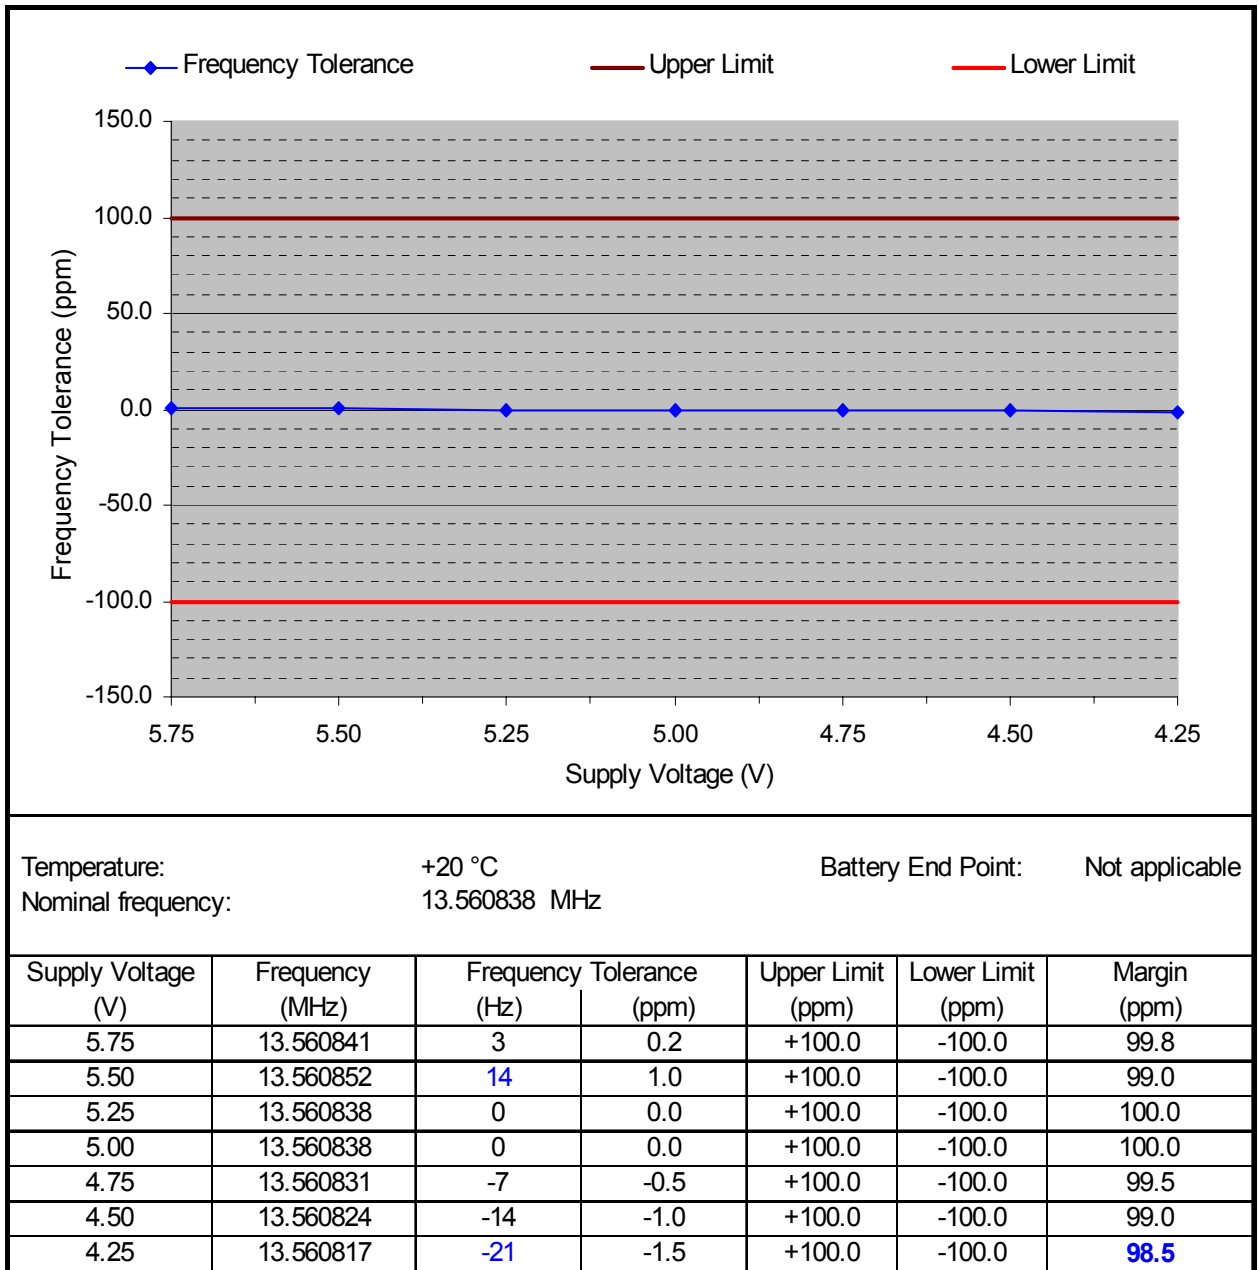 Frequency Tolerance Upper Limit Lower Limit
150.0
100.0
50.0
0.0
-50.0
-100.0
-150.0
Frequency Tolerance (ppm)
5.75 5.50 5.25 5.00 4.75 4.50 4.25
Supply Voltage (V)
Temperature: +20 °C Battery End Point: Not applicable
Nominal frequency: 13.560838 MHz
Supply Voltage Frequency Frequency Tolerance Upper Limit Lower Limit Margin
(V) (MHz) (Hz) (ppm) (ppm) (ppm) (ppm)
5.75 13.560841 3 0.2 +100.0 -100.0 99.8
5.50 13.560852 14 1.0 +100.0 -100.0 99.0
5.25 13.560838 0 0.0 +100.0 -100.0 100.0
5.00 13.560838 0 0.0 +100.0 -100.0 100.0
4.75 13.560831 -7 -0.5 +100.0 -100.0 99.5
4.50 13.560824 -14 -1.0 +100.0 -100.0 99.0
4.25 13.560817 -21 -1.5 +100.0 -100.0 98.5